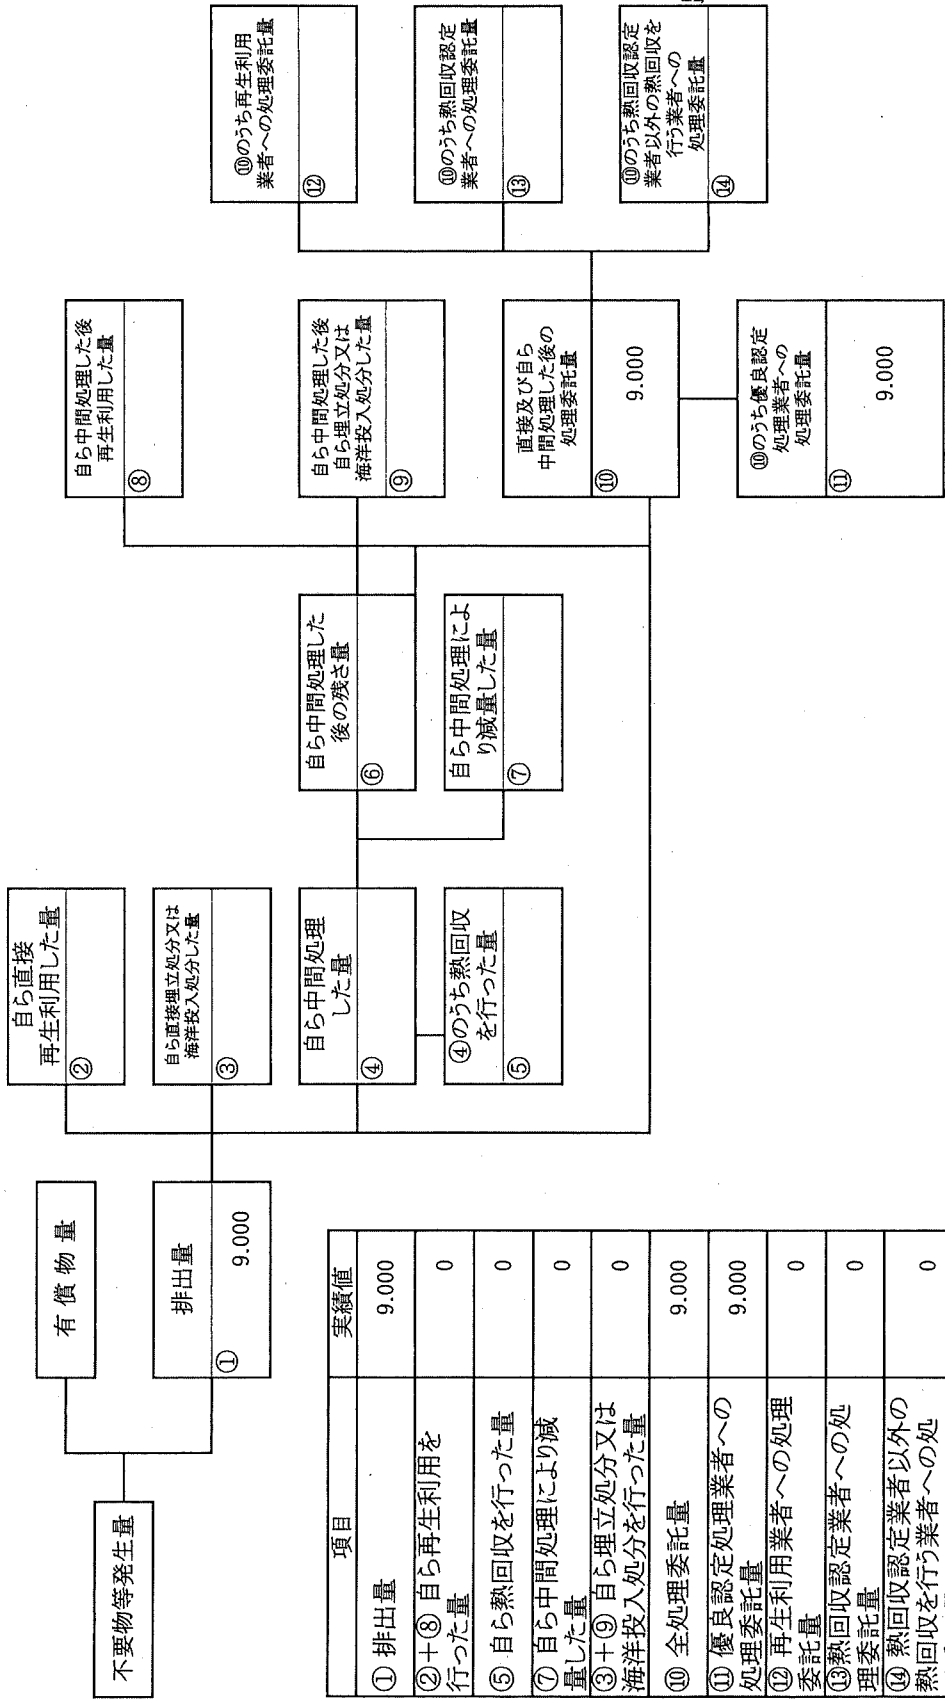 不要物等発生量
有償物量
排出量
①
9.000
自ら直接
再生利用した量
②
自ら直接埋立処分又は
海洋投入処分した量
③
自ら中間処理
した量
④
④のうち熱回収
を行った量
⑤
自ら中間処理した
後の残さ量
⑥
自ら中間処理によ
り減量した量
⑦
自ら中間処理した後
再生利用した量
⑧
自ら中間処理した後
自ら埋立処分又は
海洋投入処分した量
⑨
直接及び自ら
中間処理した後の
処理委託量
⑩
9.000
⑩のうち優良認定
処理業者への
処理委託量
⑪
9.000
⑩のうち再生利用
業者への処理委託量
⑫
⑩のうち熱回収認定
業者への処理委託量
⑬
⑩のうち熱回収認定
業者以外の熱回収を
行う業者への
処理委託量
⑭
項目 実績値
①排出量 9.000
②+⑧自ら再生利用を
行った量 0
⑤自ら熱回収を行った量 0
⑦自ら中間処理により減
量した量 0
③+⑨自ら埋立処分又は
海洋投入処分を行った量 0
⑩全処理委託量 9.000
⑪優良認定処理業者への
処理委託量 9.000
⑫再生利用業者への処理
委託量 0
⑬熱回収認定業者への処
理委託量 0
⑭熱回収認定業者以外の
熱回収を行う業者への処 0